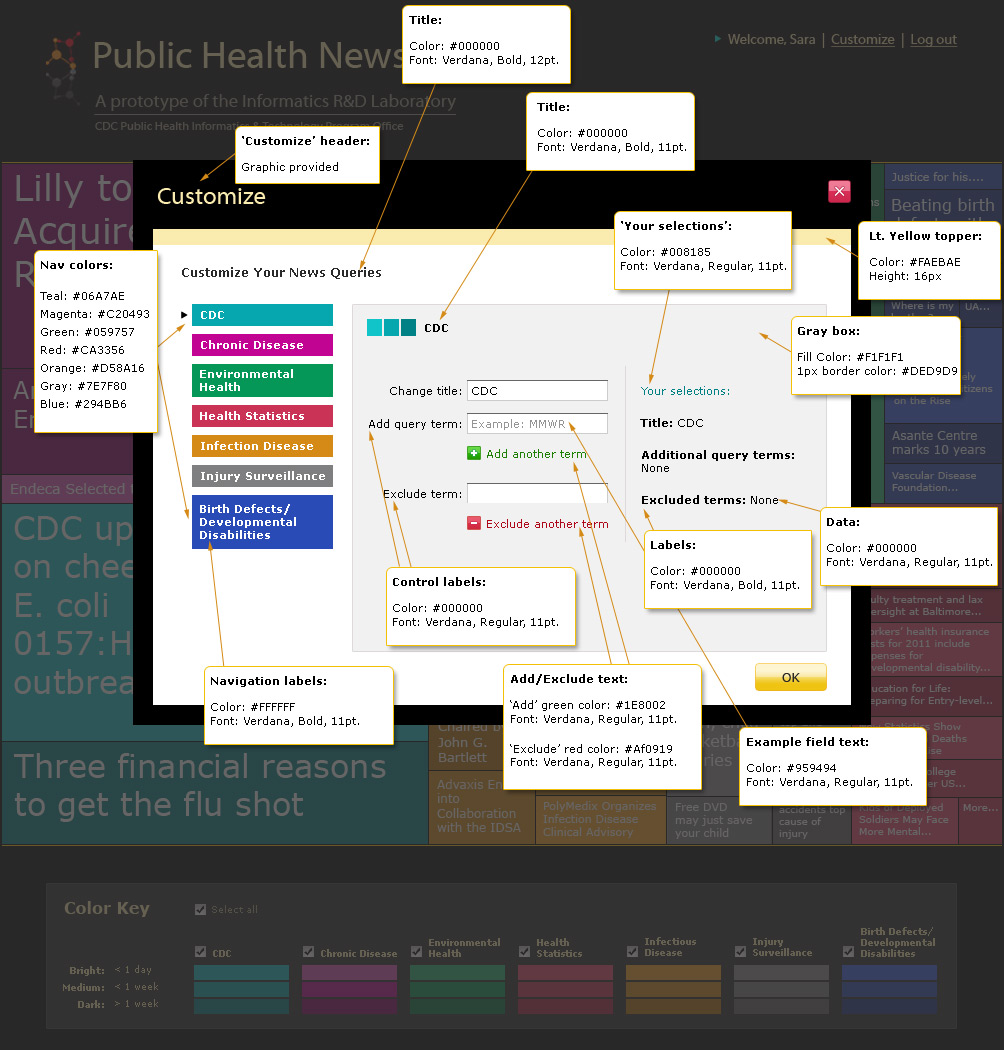 Public Health News
A prototype of the Informatics R&D Laboratory
CDC Public Health Informatics & Technology Program Office
Welcome, Sara | Customize | Log out
Title:
Color: #000000
Font: Verdana, Bold, 12pt.
Title:
Color: #000000
Font: Verdana, Bold, 11pt.
‘Customize’ header:
Graphic provided
Customize
‘Your selections’:
Color: #008185
Font: Verdana, Regular, 11pt.
Lt. Yellow topper:
Color: #FAEBAE
Height: 16px
Nav colors:
Teal: #06A7AE
Magenta: #C20493
Green: #059757
Red: #CA3356
Orange: #D58A16
Gray: #7E7F80
Blue: #294BB6
Customize Your News Queries
CDC
Chronic Disease
Environmental
Health
Health Statistics
Infection Disease
Injury Surveillance
Birth Defects/
Developmental
Disabilities
CDC
Change title: CDC
Add query term: Example: MMWR
Add another term
Exclude term:
Exclude another term
Your selections:
Title: CDC
Additional query terms:
None
Excluded terms: None
Gray box:
Fill Color: #F1F1F1
1px border color: #DED9D9
Data:
Color: #000000
Font: Verdana, Regular, 11pt.
Labels:
Color: #000000
Font: Verdana, Bold, 11pt.
Control labels:
Color: #000000
Font: Verdana, Regular, 11pt.
Navigation labels:
Color: #FFFFFF
Font: Verdana, Bold, 11pt.
Add/Exclude text:
‘Add’ green color: #1E8002
Font: Verdana, Regular, 11pt.
‘Exclude’ red color: #Af0919
Font: Verdana, Regular, 11pt.
Example field text:
Color: #959494
Font: Verdana, Regular, 11pt.
OK
Lilly to
Acquire
Endeca Selected
CDC up
on chee
E. coli
0157:H
outbrea
Three financial reasons
to get the flu shot
Justice for his....
Beating birth
Where is my
UA...
on the Rise
Asante Centre
marks 10 years
Vascular Disease
Foundation...
ulty treatment and lax
ersight at Baltimore...
orkers’ health insurance
sts for 2011 include
penses for
velopmental disability...
ucation for Life:
eparing for Entry-level...
Statistics Show
Deaths
ollege
er US...
Kids of Deployed
Soldiers May Face
More Mental...
More...
John G.
Bartlett
Advaxis En
into
Collaboration
with the IDSA
PolyMedix Organizes
Infection Disease
Clinical Advisory
Free DVD
may just save
your child
accidents top
cause of
injury
Color Key
Select all
CDC
Chronic Disease
Environmental
Health
Health
Statistics
Infectious
Disease
Injury
Surveillance
Birth Defects/
Developmental
Disabilities
Bright: < 1 day
Medium: < 1 week
Dark: > 1 week